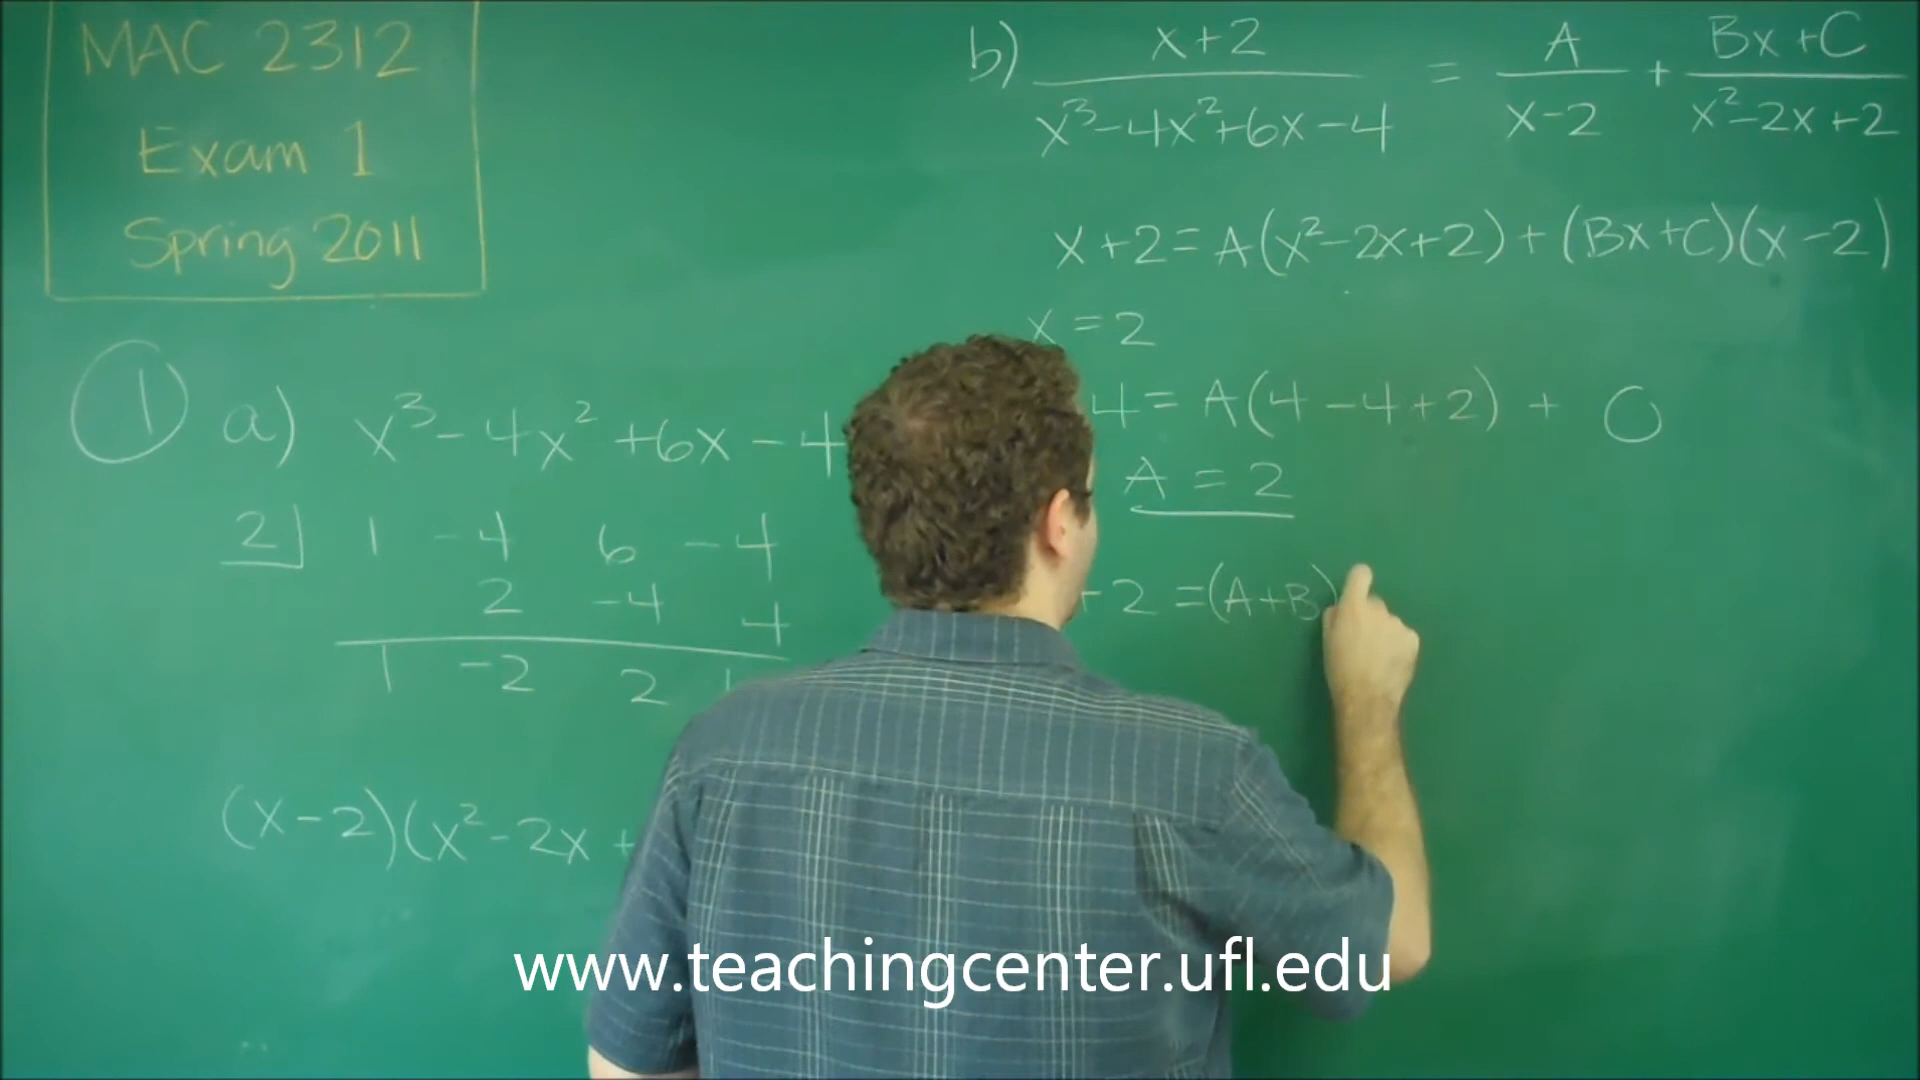 MAC 2312
Exam 1
Spring 2011
1 a) x³-4x²+6x-4
2 1 -4 6 -4
2 -4 4
1 -2 2
(x-2)(x²-2x +
b) x+2 / x³-4x²+6x-4 = A / x-2 + Bx+C / x²-2x+2
x+2=A(x²-2x+2)+(Bx+C)(x-2)
x=2
4=A(4-4+2)+0
A=2
+2=(A+B)
www.teachingcenter.ufl.edu